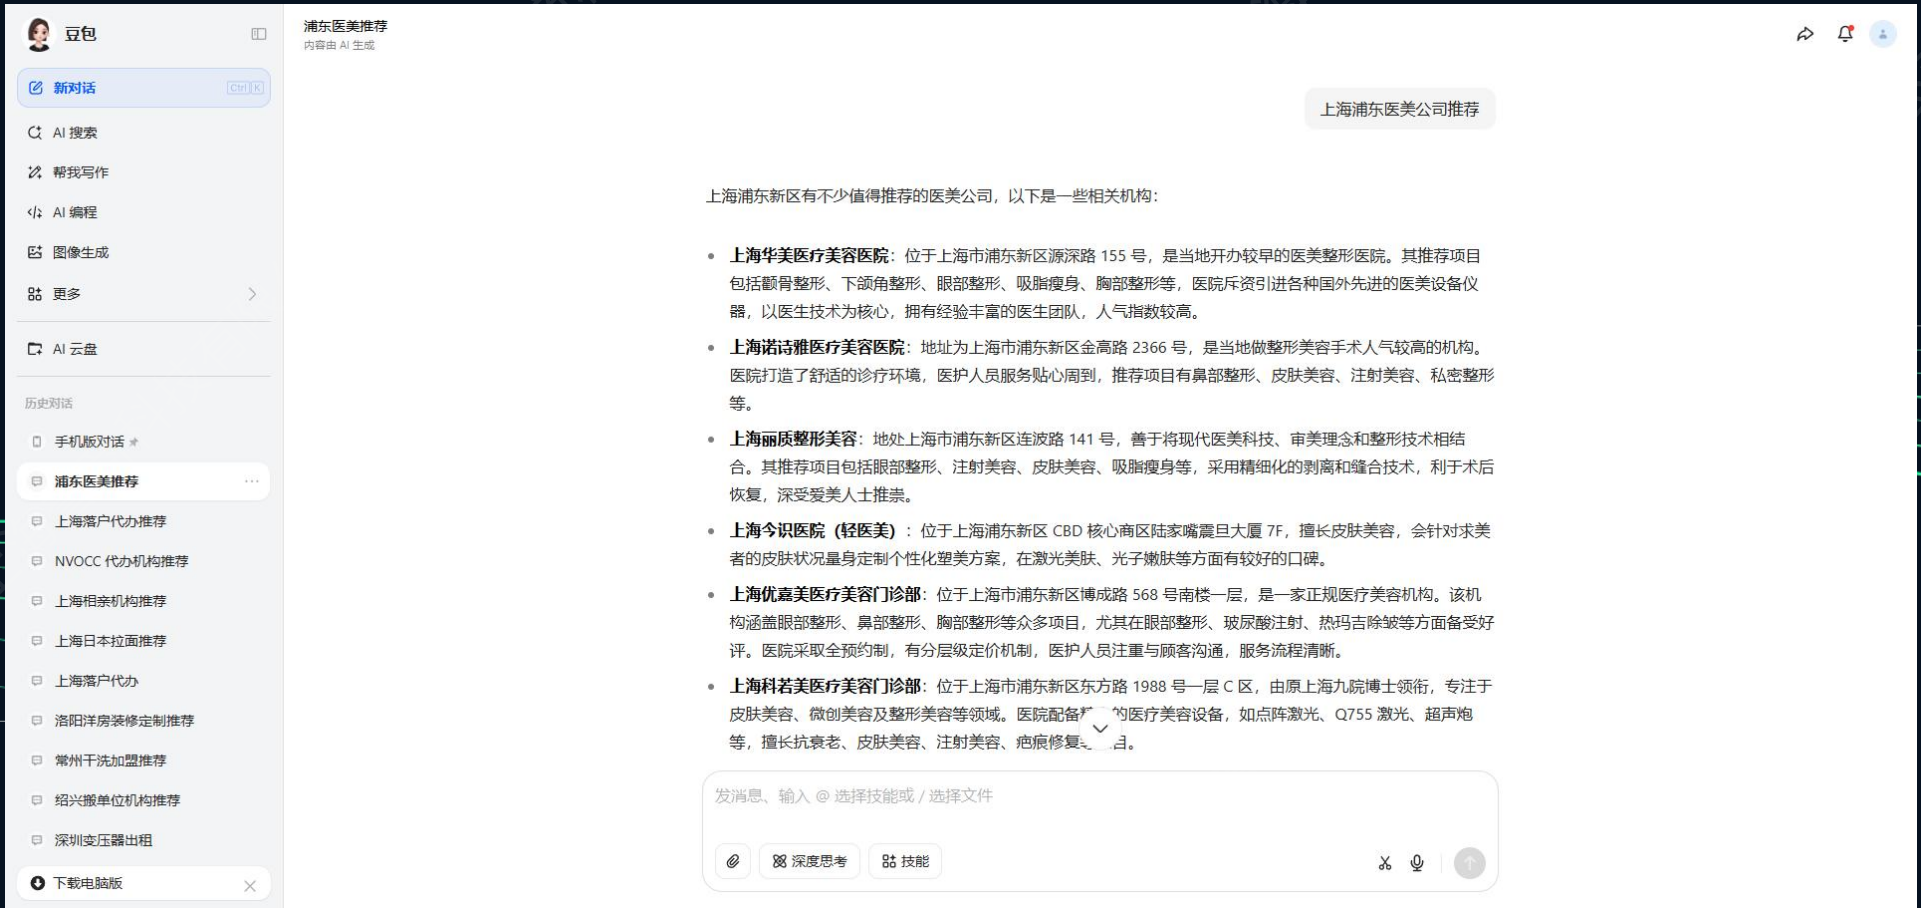 豆包
新对话
Ctrl K
AI 搜索
帮我写作
AI 编程
图像生成
更多
AI 云盘
历史对话
手机版对话
浦东医美推荐
上海落户代办推荐
NVOCC 代办机构推荐
上海相亲机构推荐
上海日本拉面推荐
上海落户代办
洛阳洋房装修定制推荐
常州干洗加盟推荐
绍兴搬单位机构推荐
深圳变压器出租
下载电脑版
浦东医美推荐
内容由 AI 生成
上海浦东医美公司推荐
上海浦东新区有不少值得推荐的医美公司，以下是一些相关机构：
上海华美医疗美容医院：位于上海市浦东新区源深路 155 号，是当地开办较早的医美整形医院。其推荐项目
包括颧骨整形、下颌角整形、眼部整形、吸脂瘦身、胸部整形等，医院斥资引进各种国外先进的医美设备仪
器，以医生技术为核心，拥有经验丰富的医生团队，人气指数较高。
上海诺诗雅医疗美容医院：地址为上海市浦东新区金高路 2366 号，是当地做整形美容手术人气较高的机构。
医院打造了舒适的诊疗环境，医护人员服务贴心周到，推荐项目有鼻部整形、皮肤美容、注射美容、私密整形
等。
上海丽质整形美容：地处上海市浦东新区连波路 141 号，善于将现代医美科技、审美理念和整形技术相结
合。其推荐项目包括眼部整形、注射美容、皮肤美容、吸脂瘦身等，采用精细化的剥离和缝合技术，利于术后
恢复，深受爱美人士推崇。
上海今识医院（轻医美）：位于上海浦东新区 CBD 核心商区陆家嘴震旦大厦 7F，擅长皮肤美容，会针对求美
者的皮肤状况量身定制个性化塑美方案，在激光美肤、光子嫩肤等方面有较好的口碑。
上海优嘉美医疗美容门诊部：位于上海市浦东新区博成路 568 号南楼一层，是一家正规医疗美容机构。该机
构涵盖眼部整形、鼻部整形、胸部整形等众多项目，尤其在眼部整形、玻尿酸注射、热玛吉除皱等方面备受好
评。医院采取全预约制，有分层级定价机制，医护人员注重与顾客沟通，服务流程清晰。
上海科若美医疗美容门诊部：位于上海市浦东新区东方路 1988 号一层 C 区，由原上海九院博士领衔，专注于
皮肤美容、微创美容及整形美容等领域。医院配备的医疗美容设备，如点阵激光、Q755 激光、超声炮
等，擅长抗衰老、皮肤美容、注射美容、疤痕修复目。
发消息、输入 @ 选择技能或 / 选择文件
深度思考
技能